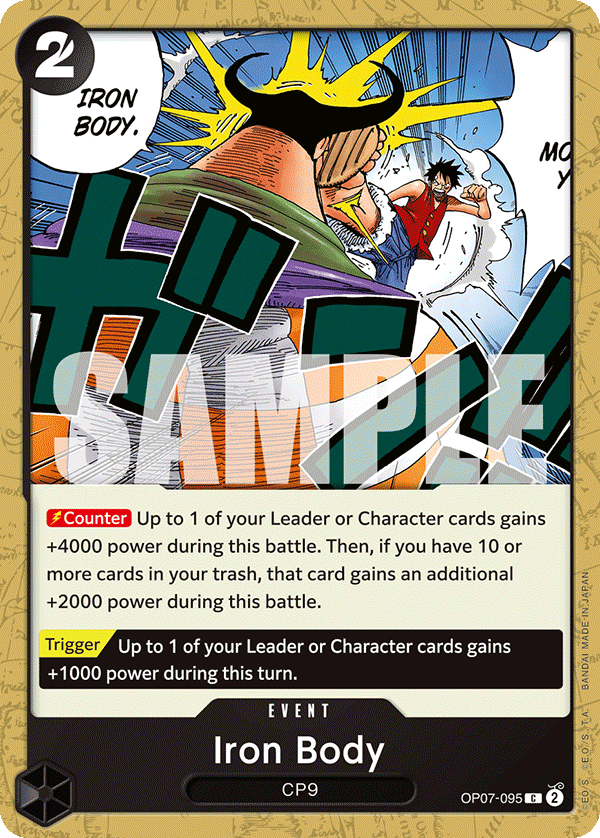 2
IRON
BODY.
MO
Y
ガン!!
SAMPLE
Counter Up to 1 of your Leader or Character cards gains
+4000 power during this battle. Then, if you have 10 or
more cards in your trash, that card gains an additional
+2000 power during this battle.
Trigger Up to 1 of your Leader or Character cards gains
+1000 power during this turn.
EVENT
Iron Body
CP9
OP07-095 C 2
©E.O.S. ©E.O.S.,T.A. BANDAI MADE IN JAPAN